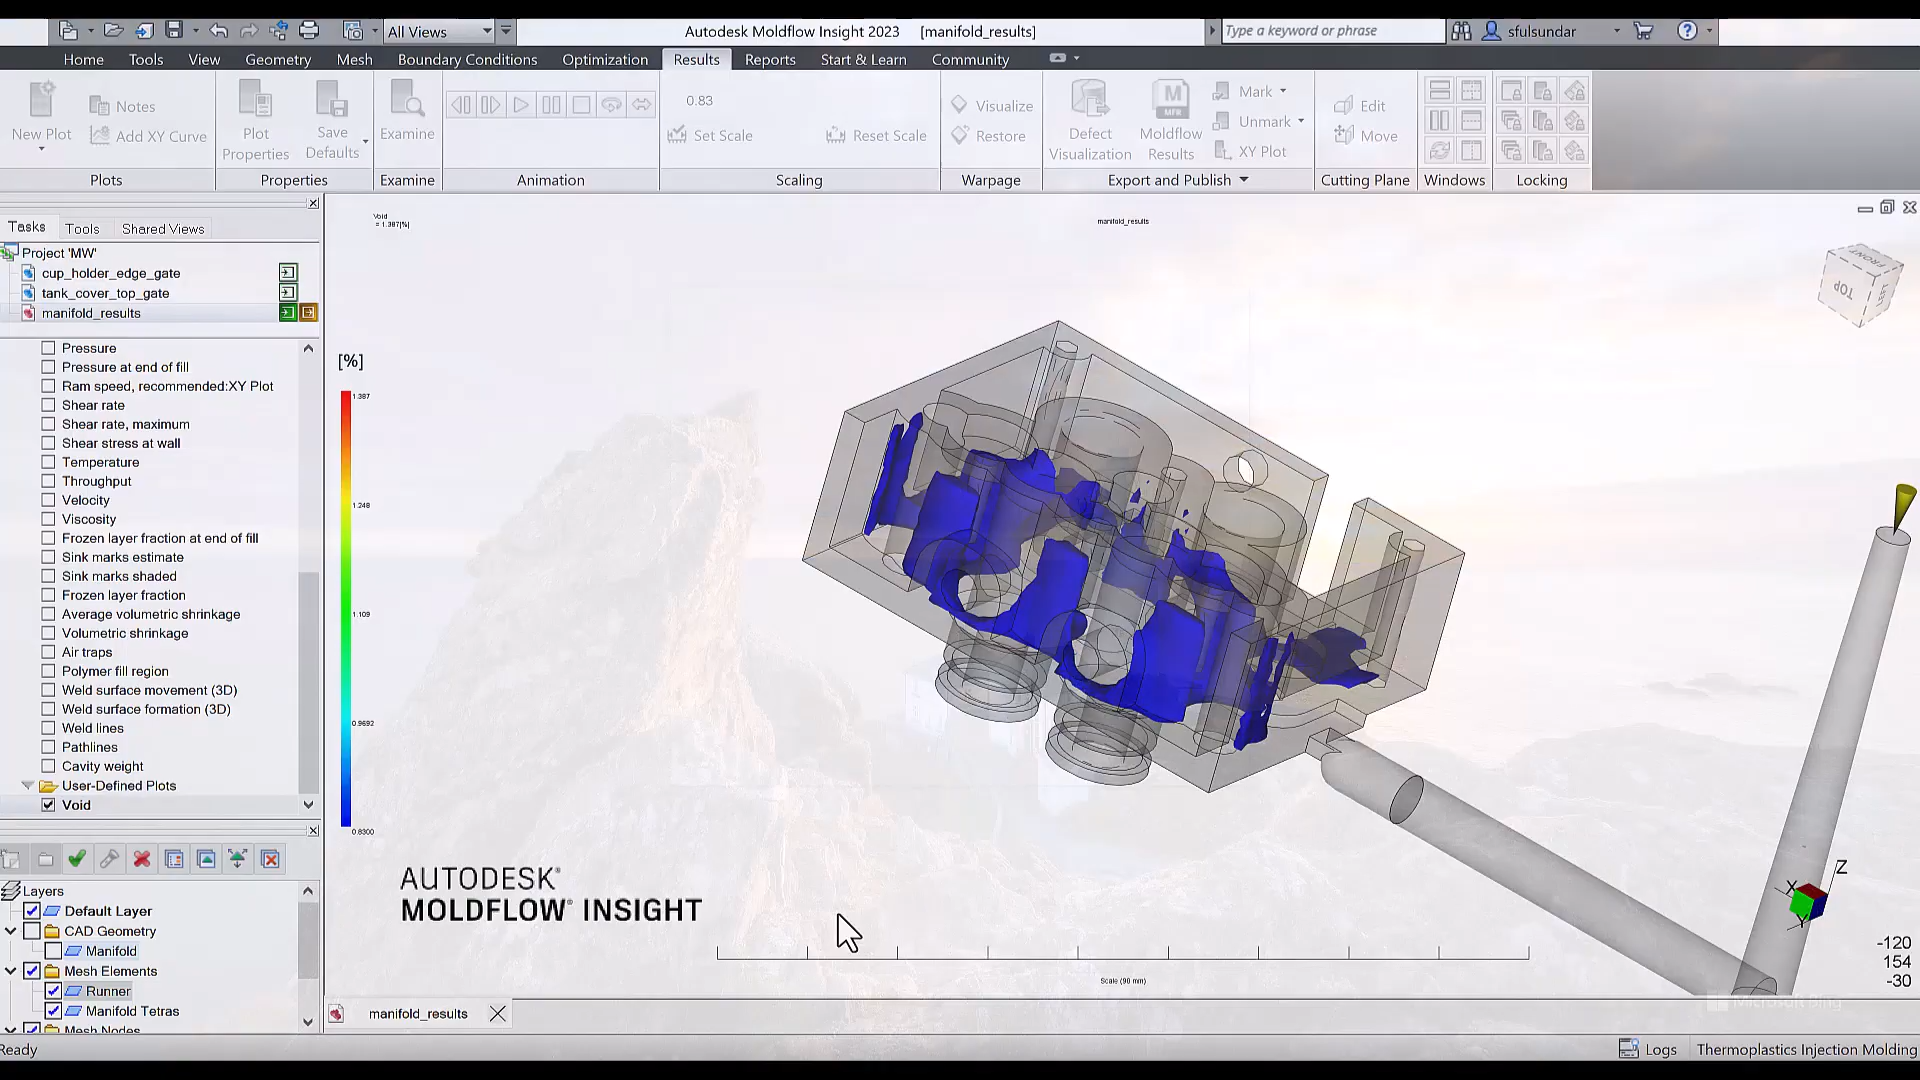 All Views
Autodesk Moldflow Insight 2023 [manifold_results]
Type a keyword or phrase
sfulsundar
Home Tools View Geometry Mesh Boundary Conditions Optimization Results Reports Start & Learn Community
New Plot
Notes
Add XY Curve
Plots
Plot
Properties
Save
Defaults
Properties
Examine
Examine
Animation
0.83
Set Scale
Reset Scale
Scaling
Visualize
Restore
Warpage
Defect
Visualization
Moldflow
Results
Mark
Unmark
XY Plot
Export and Publish
Edit
Move
Cutting Plane
Windows
Locking
Tasks Tools Shared Views
Project 'MW'
cup_holder_edge_gate
tank_cover_top_gate
manifold_results
Pressure
Pressure at end of fill
Ram speed, recommended:XY Plot
Shear rate
Shear rate, maximum
Shear stress at wall
Temperature
Throughput
Velocity
Viscosity
Frozen layer fraction at end of fill
Sink marks estimate
Sink marks shaded
Frozen layer fraction
Average volumetric shrinkage
Volumetric shrinkage
Air traps
Polymer fill region
Weld surface movement (3D)
Weld surface formation (3D)
Weld lines
Pathlines
Cavity weight
User-Defined Plots
Void
Layers
Default Layer
CAD Geometry
Manifold
Mesh Elements
Runner
Manifold Tetras
Mesh Nodes
Void
= 1.387[%]
manifold_results
[%]
1.387
1.248
1.109
0.9692
0.8300
FRONT
TOP
LEFT
AUTODESK®
MOLDFLOW® INSIGHT
Scale (90 mm)
Z
X
Y
-120
154
-30
Microsoft Bing
manifold_results
Ready
Logs
Thermoplastics Injection Molding